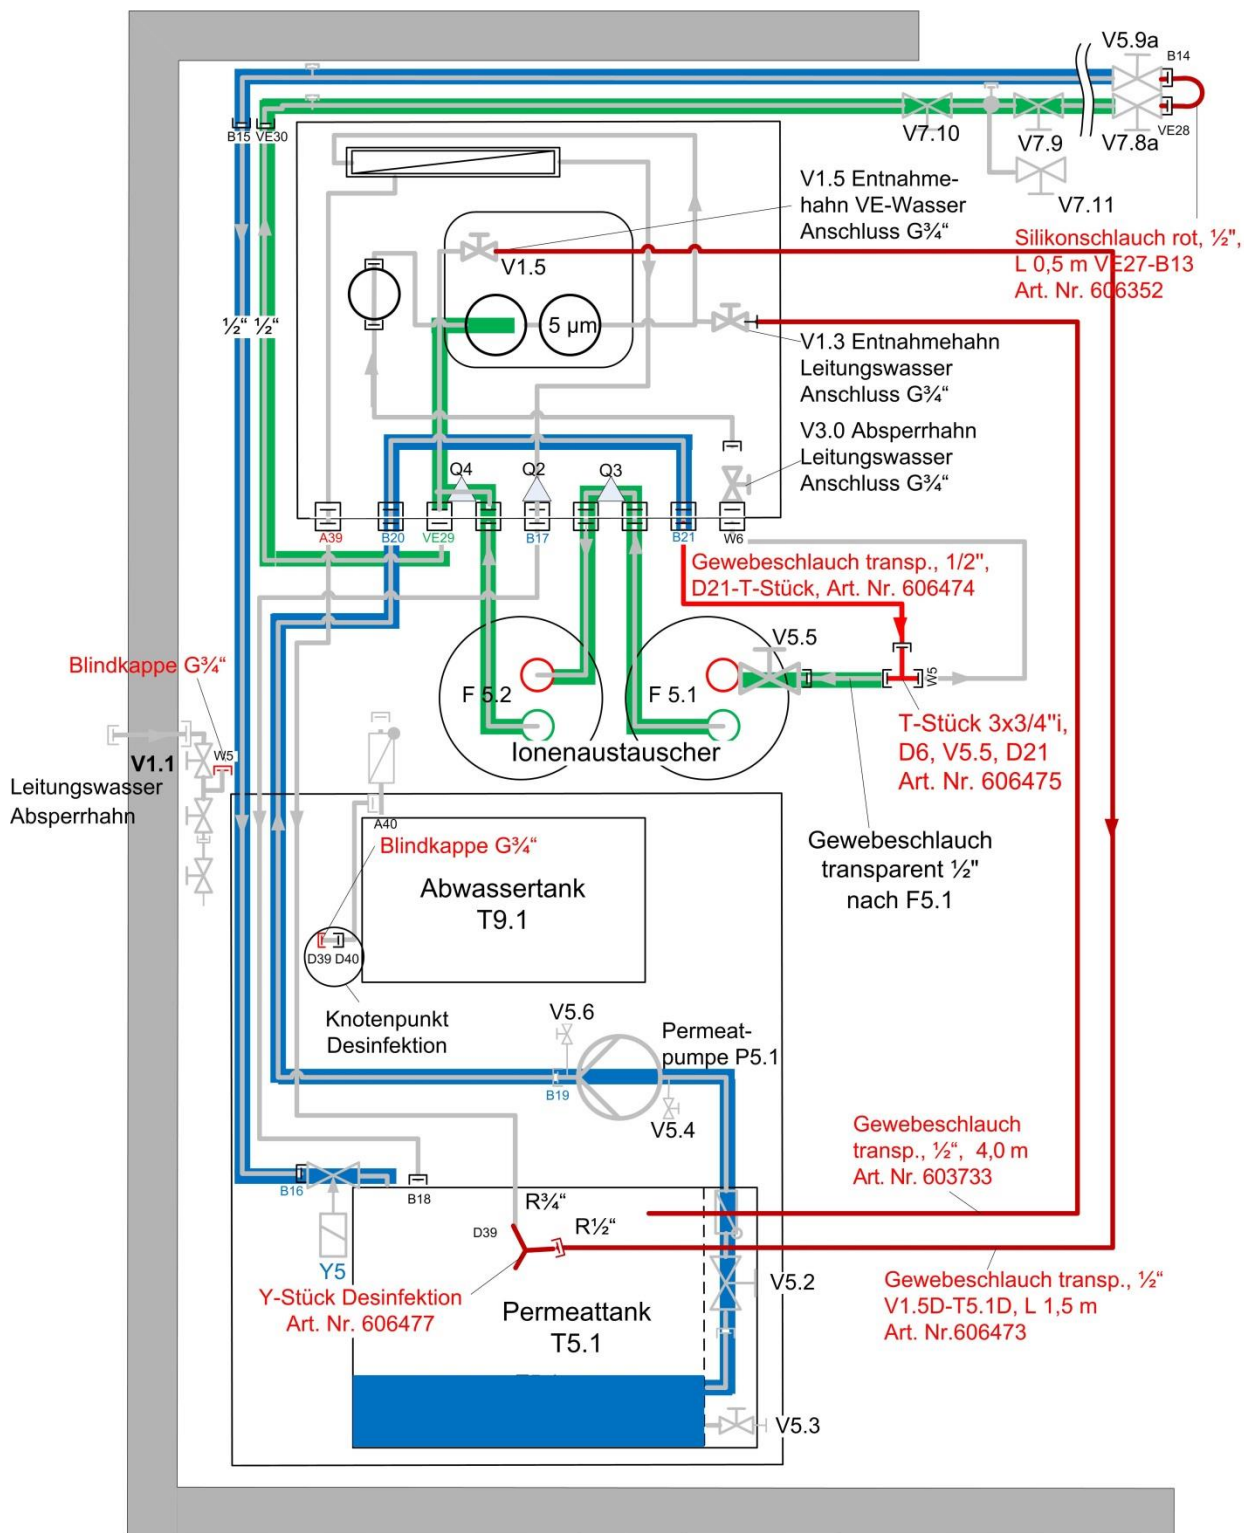 V5.9a
B14
B15
VE30
V7.10
V7.9
V7.8a
VE28
V7.11
V1.5 Entnahme-
hahn VE-Wasser
Anschluss G¾“
Silikonschlauch rot, ½",
L 0,5 m VE27-B13
Art. Nr. 606352
V1.5
½“
½“
5 µm
V1.3 Entnahmehahn
Leitungswasser
Anschluss G¾“
V3.0 Absperrhahn
Leitungswasser
Anschluss G¾“
Q4
Q2
Q3
A39
B20
VE29
B17
B21
W6
Gewebeschlauch transp., 1/2",
D21-T-Stück, Art. Nr. 606474
V5.5
Blindkappe G¾“
F 5.2
F 5.1
W5
Ionenaustauscher
T-Stück 3x3/4"i,
D6, V5.5, D21
Art. Nr. 606475
V1.1
W5
Leitungswasser
Absperrhahn
A40
Blindkappe G¾“
Gewebeschlauch
transparent ½"
nach F5.1
Abwassertank
T9.1
D39
D40
Knotenpunkt
Desinfektion
V5.6
Permeat-
pumpe P5.1
B19
V5.4
Gewebeschlauch
transp., ½“, 4,0 m
Art. Nr. 603733
B16
B18
R¾“
D39
R½“
Y5
V5.2
Gewebeschlauch transp., ½“
V1.5D-T5.1D, L 1,5 m
Art. Nr.606473
Y-Stück Desinfektion
Art. Nr. 606477
Permeattank
T5.1
V5.3